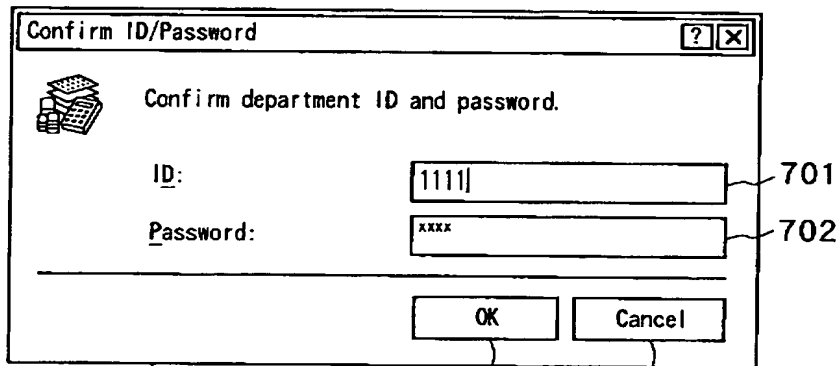 Confirm ID/Password ? X
Confirm department ID and password.
ID: 1111 701
Password: xxxx 702
OK Cancel